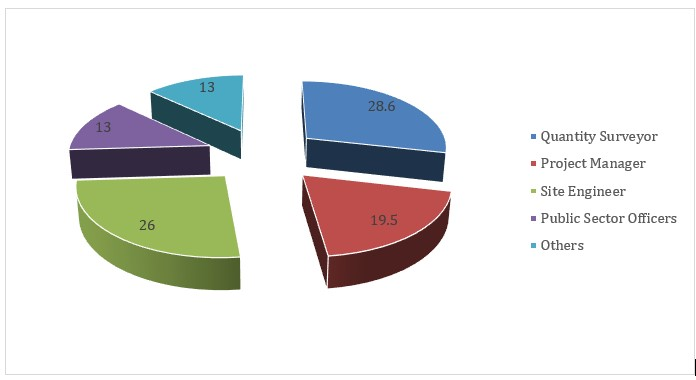 13
28.6
13
19.5
26
Quantity Surveyor
Project Manager
Site Engineer
Public Sector Officers
Others